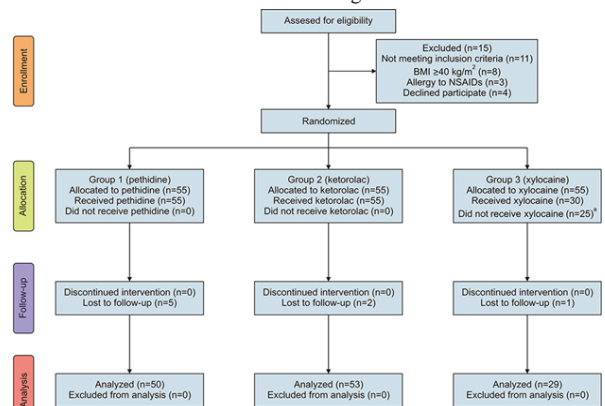 Assesed for eligibility
Enrollment
Excluded (n=15)
Not meeting inclusion criteria (n=11)
BMI ≥40 kg/m² (n=8)
Allergy to NSAIDs (n=3)
Declined participate (n=4)
Randomized
Allocation
Group 1 (pethidine)
Allocated to pethidine (n=55)
Received pethidine (n=55)
Did not receive pethidine (n=0)
Group 2 (ketorolac)
Allocated to ketorolac (n=55)
Received ketorolac (n=55)
Did not receive ketorolac (n=0)
Group 3 (xylocaine)
Allocated to xylocaine (n=55)
Received xylocaine (n=30)
Did not receive xylocaine (n=25)ᵃ
Follow-up
Discontinued intervention (n=0)
Lost to follow-up (n=5)
Discontinued intervention (n=0)
Lost to follow-up (n=2)
Discontinued intervention (n=0)
Lost to follow-up (n=1)
Analysis
Analyzed (n=50)
Excluded from analysis (n=0)
Analyzed (n=53)
Excluded from analysis (n=0)
Analyzed (n=29)
Excluded from analysis (n=0)